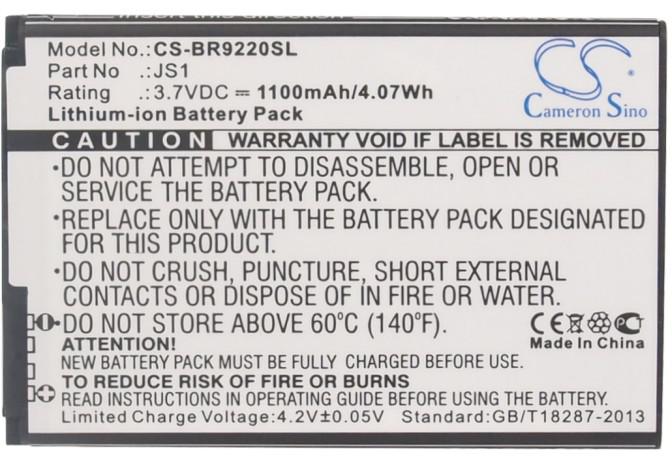 Model No.:CS-BR9220SL
Part No :JS1
Rating :3.7VDC ⎓ 1100mAh/4.07Wh
Lithium-ion Battery Pack
CS
Cameron Sino
CAUTION WARRANTY VOID IF LABEL IS REMOVED
•DO NOT ATTEMPT TO DISASSEMBLE, OPEN OR
SERVICE THE BATTERY PACK.
•REPLACE ONLY WITH THE BATTERY PACK DESIGNATED
FOR THIS PRODUCT.
•DO NOT CRUSH, PUNCTURE, SHORT EXTERNAL
CONTACTS OR DISPOSE OF IN FIRE OR WATER.
•DO NOT STORE ABOVE 60℃ (140℉).
CE PCT
Made In China
ATTENTION!
NEW BATTERY PACK MUST BE FULLY CHARGED BEFORE USE.
TO REDUCE RISK OF FIRE OR BURNS
READ INSTRUCTIONS IN OPERATING GUIDE BEFORE USING BATTERY.
Limited Charge Voltage:4.2V±0.05V Standard:GB/T18287-2013